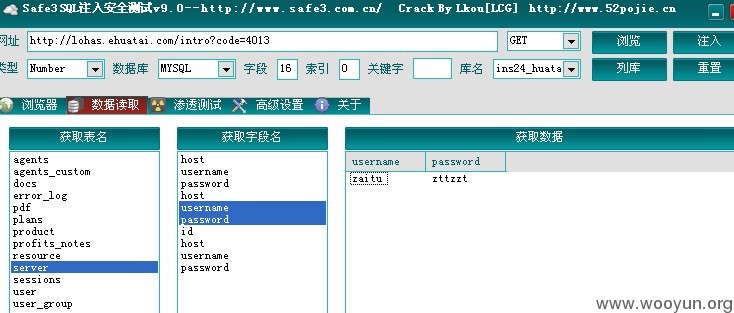 Safe3SQL注入安全测试v9.0--http://www.safe3.com.cn/ Crack By Lkou[LCG] http://www.52pojie.cn
网址 http://lohas.ehuatai.com/intro?code=4013 GET 浏览 注入
类型 Number 数据库 MYSQL 字段 16 索引 0 关键字 库名 ins24_huata 列库 重置
浏览器 数据读取 渗透测试 高级设置 关于
获取表名 获取字段名 获取数据
agents host username password
agents_custom username zaitu zttzzt
docs password
error_log host
pdf username
plans password
product id
profits_notes host
resource username
server password
sessions
user
user_group
www.wooyun.org